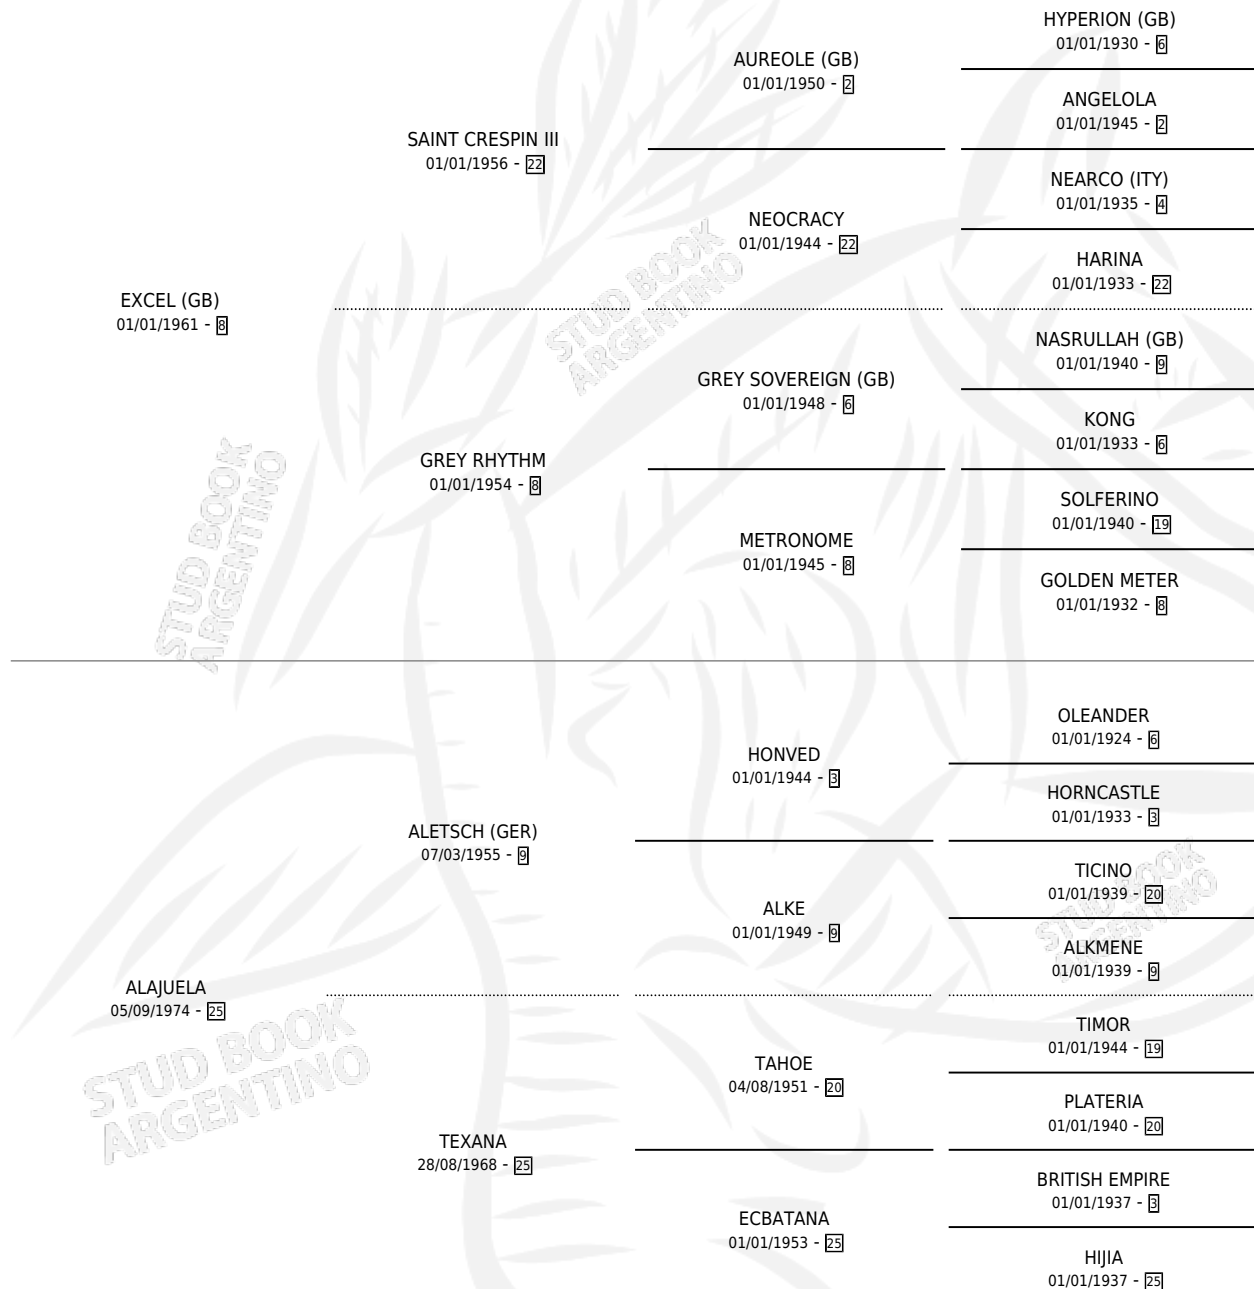 HYPERION (GB)
01/01/1930 - 6
AUREOLE (GB)
01/01/1950 - 2
ANGELOLA
01/01/1945 - 2
SAINT CRESPIN III
01/01/1956 - 22
NEARCO (ITY)
01/01/1935 - 4
NEOCRACY
01/01/1944 - 22
HARINA
01/01/1933 - 22
EXCEL (GB)
01/01/1961 - 8
NASRULLAH (GB)
01/01/1940 - 9
GREY SOVEREIGN (GB)
01/01/1948 - 6
KONG
01/01/1933 - 6
GREY RHYTHM
01/01/1954 - 8
SOLFERINO
01/01/1940 - 19
METRONOME
01/01/1945 - 8
GOLDEN METER
01/01/1932 - 8
OLEANDER
01/01/1924 - 6
HONVED
01/01/1944 - 3
HORNCASTLE
01/01/1933 - 3
ALETSCH (GER)
07/03/1955 - 9
TICINO
01/01/1939 - 20
ALKE
01/01/1949 - 9
ALKMENE
01/01/1939 - 9
ALAJUELA
05/09/1974 - 25
TIMOR
01/01/1944 - 19
TAHOE
04/08/1951 - 20
PLATERIA
01/01/1940 - 20
TEXANA
28/08/1968 - 25
BRITISH EMPIRE
01/01/1937 - 3
ECBATANA
01/01/1953 - 25
HIJIA
01/01/1937 - 25
STUD BOOK
ARGENTINO
STUD BOOK
ARGENTINO
STUD BOOK
ARGENTINO
STUD BOOK
ARGENTINO